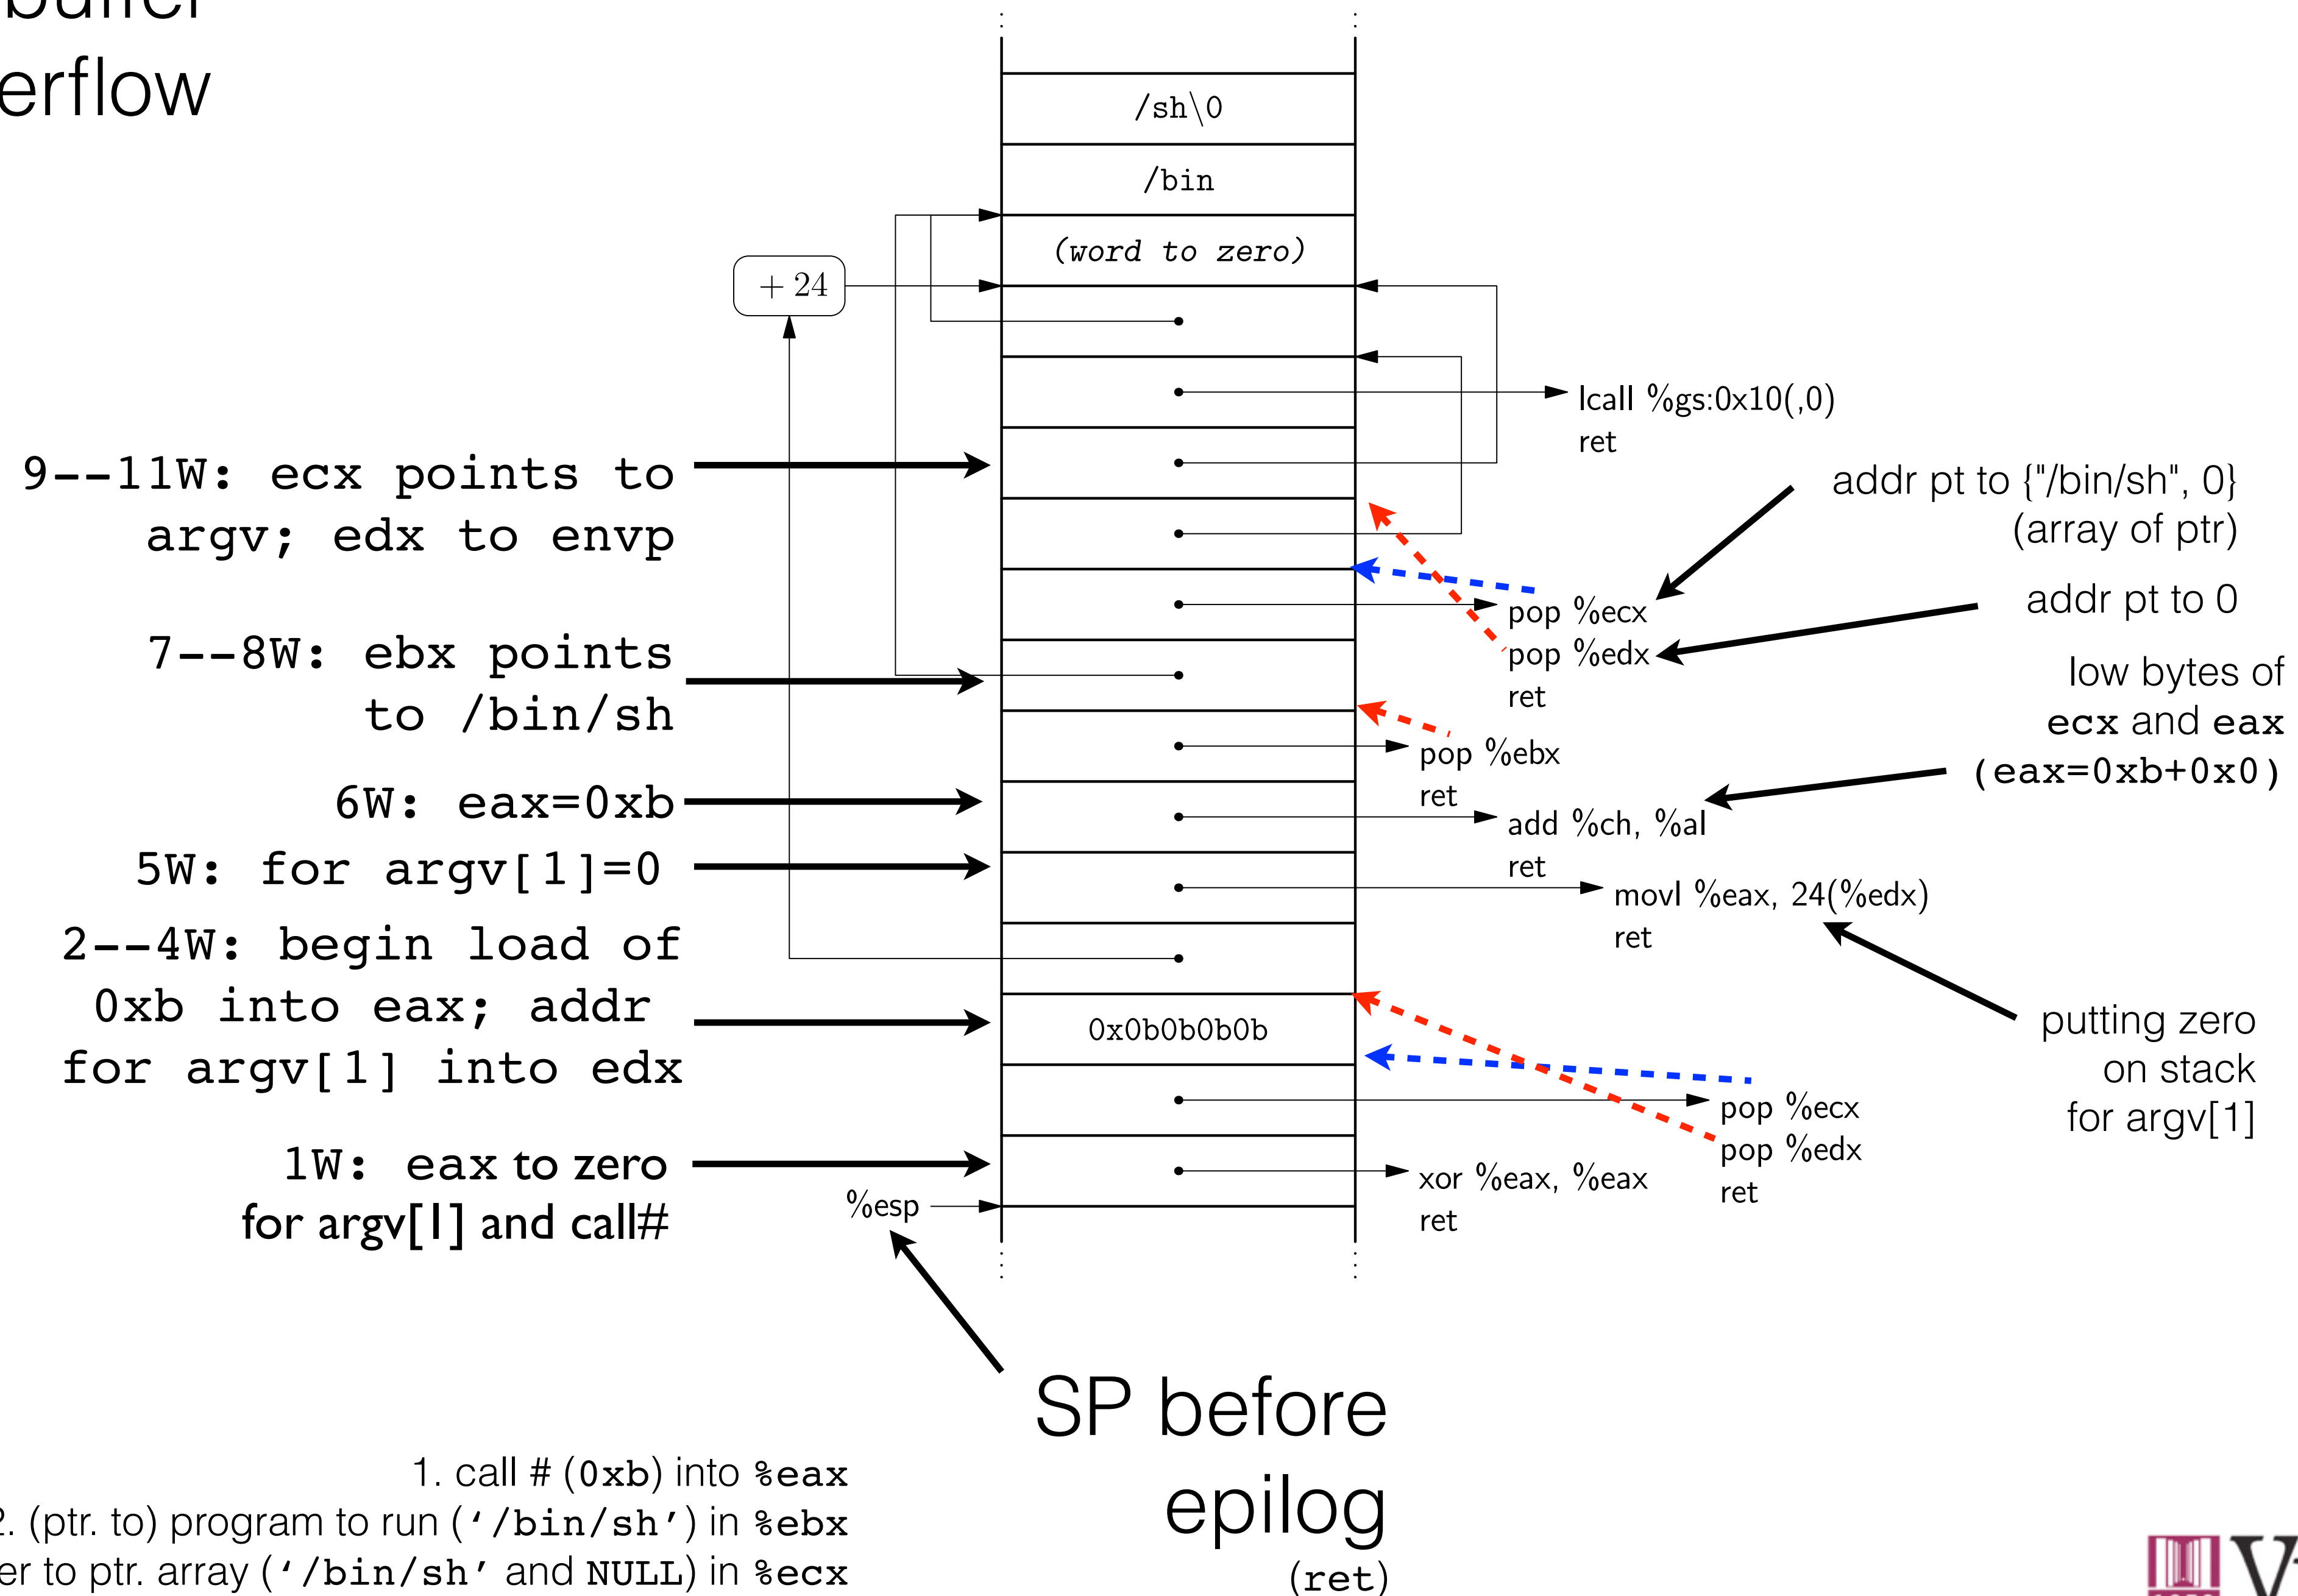 erflow
/sh\0
/bin
(word to zero)
+ 24
lcall %gs:0x10(,0)
ret
9--11W: ecx points to
argv; edx to envp
addr pt to {"/bin/sh", 0}
(array of ptr)
pop %ecx
pop %edx
ret
addr pt to 0
7--8W: ebx points
to /bin/sh
low bytes of
ecx and eax
(eax=0xb+0x0)
pop %ebx
ret
6W: eax=0xb
add %ch, %al
ret
5W: for argv[1]=0
movl %eax, 24(%edx)
ret
2--4W: begin load of
0xb into eax; addr
for argv[1] into edx
0x0b0b0b0b
putting zero
on stack
for argv[1]
pop %ecx
pop %edx
ret
1W: eax to zero
for argv[1] and call#
xor %eax, %eax
ret
%esp
SP before
epilog
(ret)
1. call # (0xb) into %eax
2. (ptr. to) program to run (‘/bin/sh’) in %ebx
er to ptr. array (‘/bin/sh’ and NULL) in %ecx